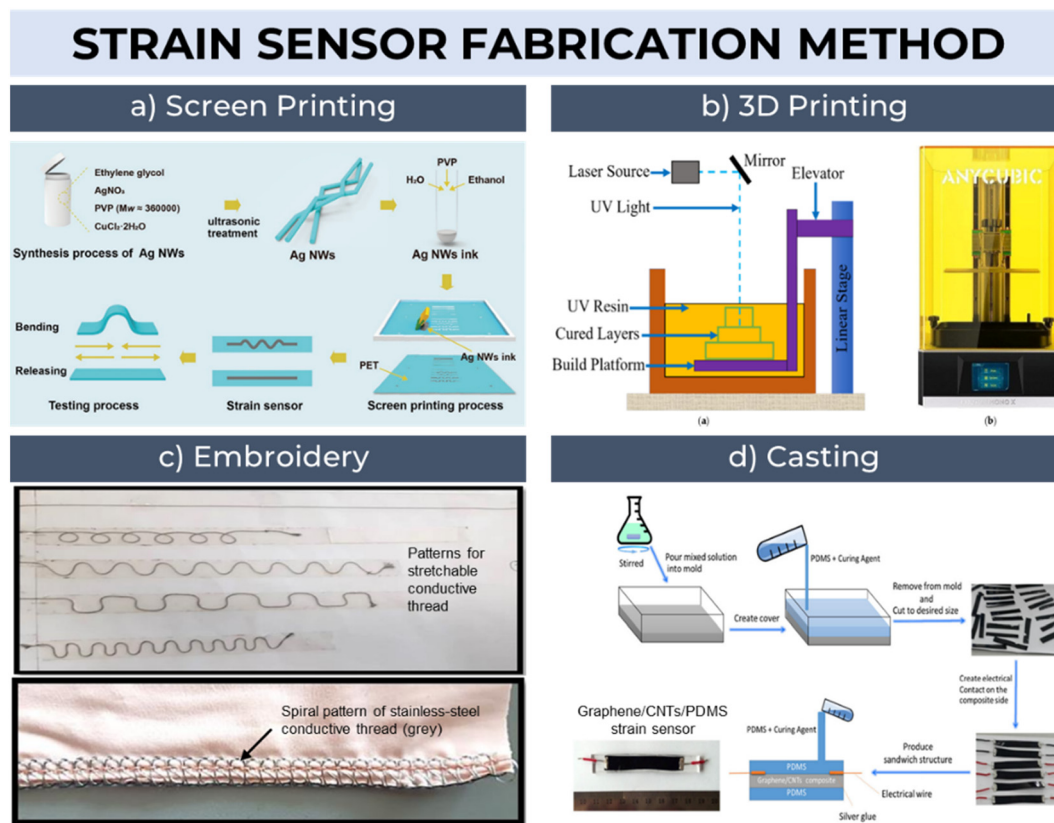 STRAIN SENSOR FABRICATION METHOD
a) Screen Printing
Ethylene glycol
AgNO₃
PVP (Mw ≈ 360000)
CuCl₂·2H₂O
Synthesis process of Ag NWs
ultrasonic
treatment
Ag NWs
PVP
H₂O
Ethanol
Ag NWs ink
Bending
Releasing
Testing process
Strain sensor
PET
Ag NWs ink
Screen printing process
b) 3D Printing
Laser Source
Mirror
Elevator
UV Light
UV Resin
Cured Layers
Build Platform
Linear Stage
(a)
ANYCUBIC
(b)
c) Embroidery
Patterns for
stretchable
conductive
thread
Spiral pattern of stainless-steel
conductive thread (grey)
d) Casting
Stirred
Pour mixed solution
into mold
PDMS + Curing Agent
Create cover
Remove from mold
and
Cut to desired size
Create electrical
Contact on the
composite side
Graphene/CNTs/PDMS
strain sensor
PDMS + Curing Agent
Produce
sandwich structure
PDMS
Graphene/CNTs composite
PDMS
Electrical wire
Silver glue